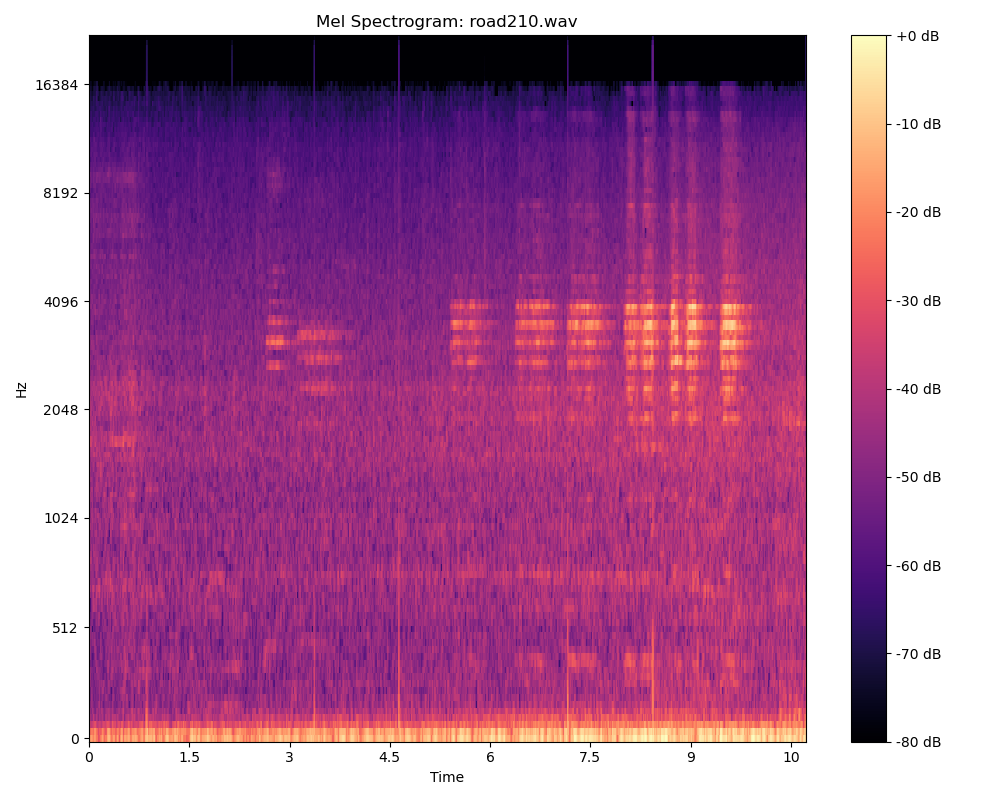 Mel Spectrogram: road210.wav
+0 dB
16384
-10 dB
8192
-20 dB
4096
-30 dB
Hz
2048
-40 dB
1024
-50 dB
512
-60 dB
-70 dB
0
-80 dB
0 1.5 3 4.5 6 7.5 9 10
Time